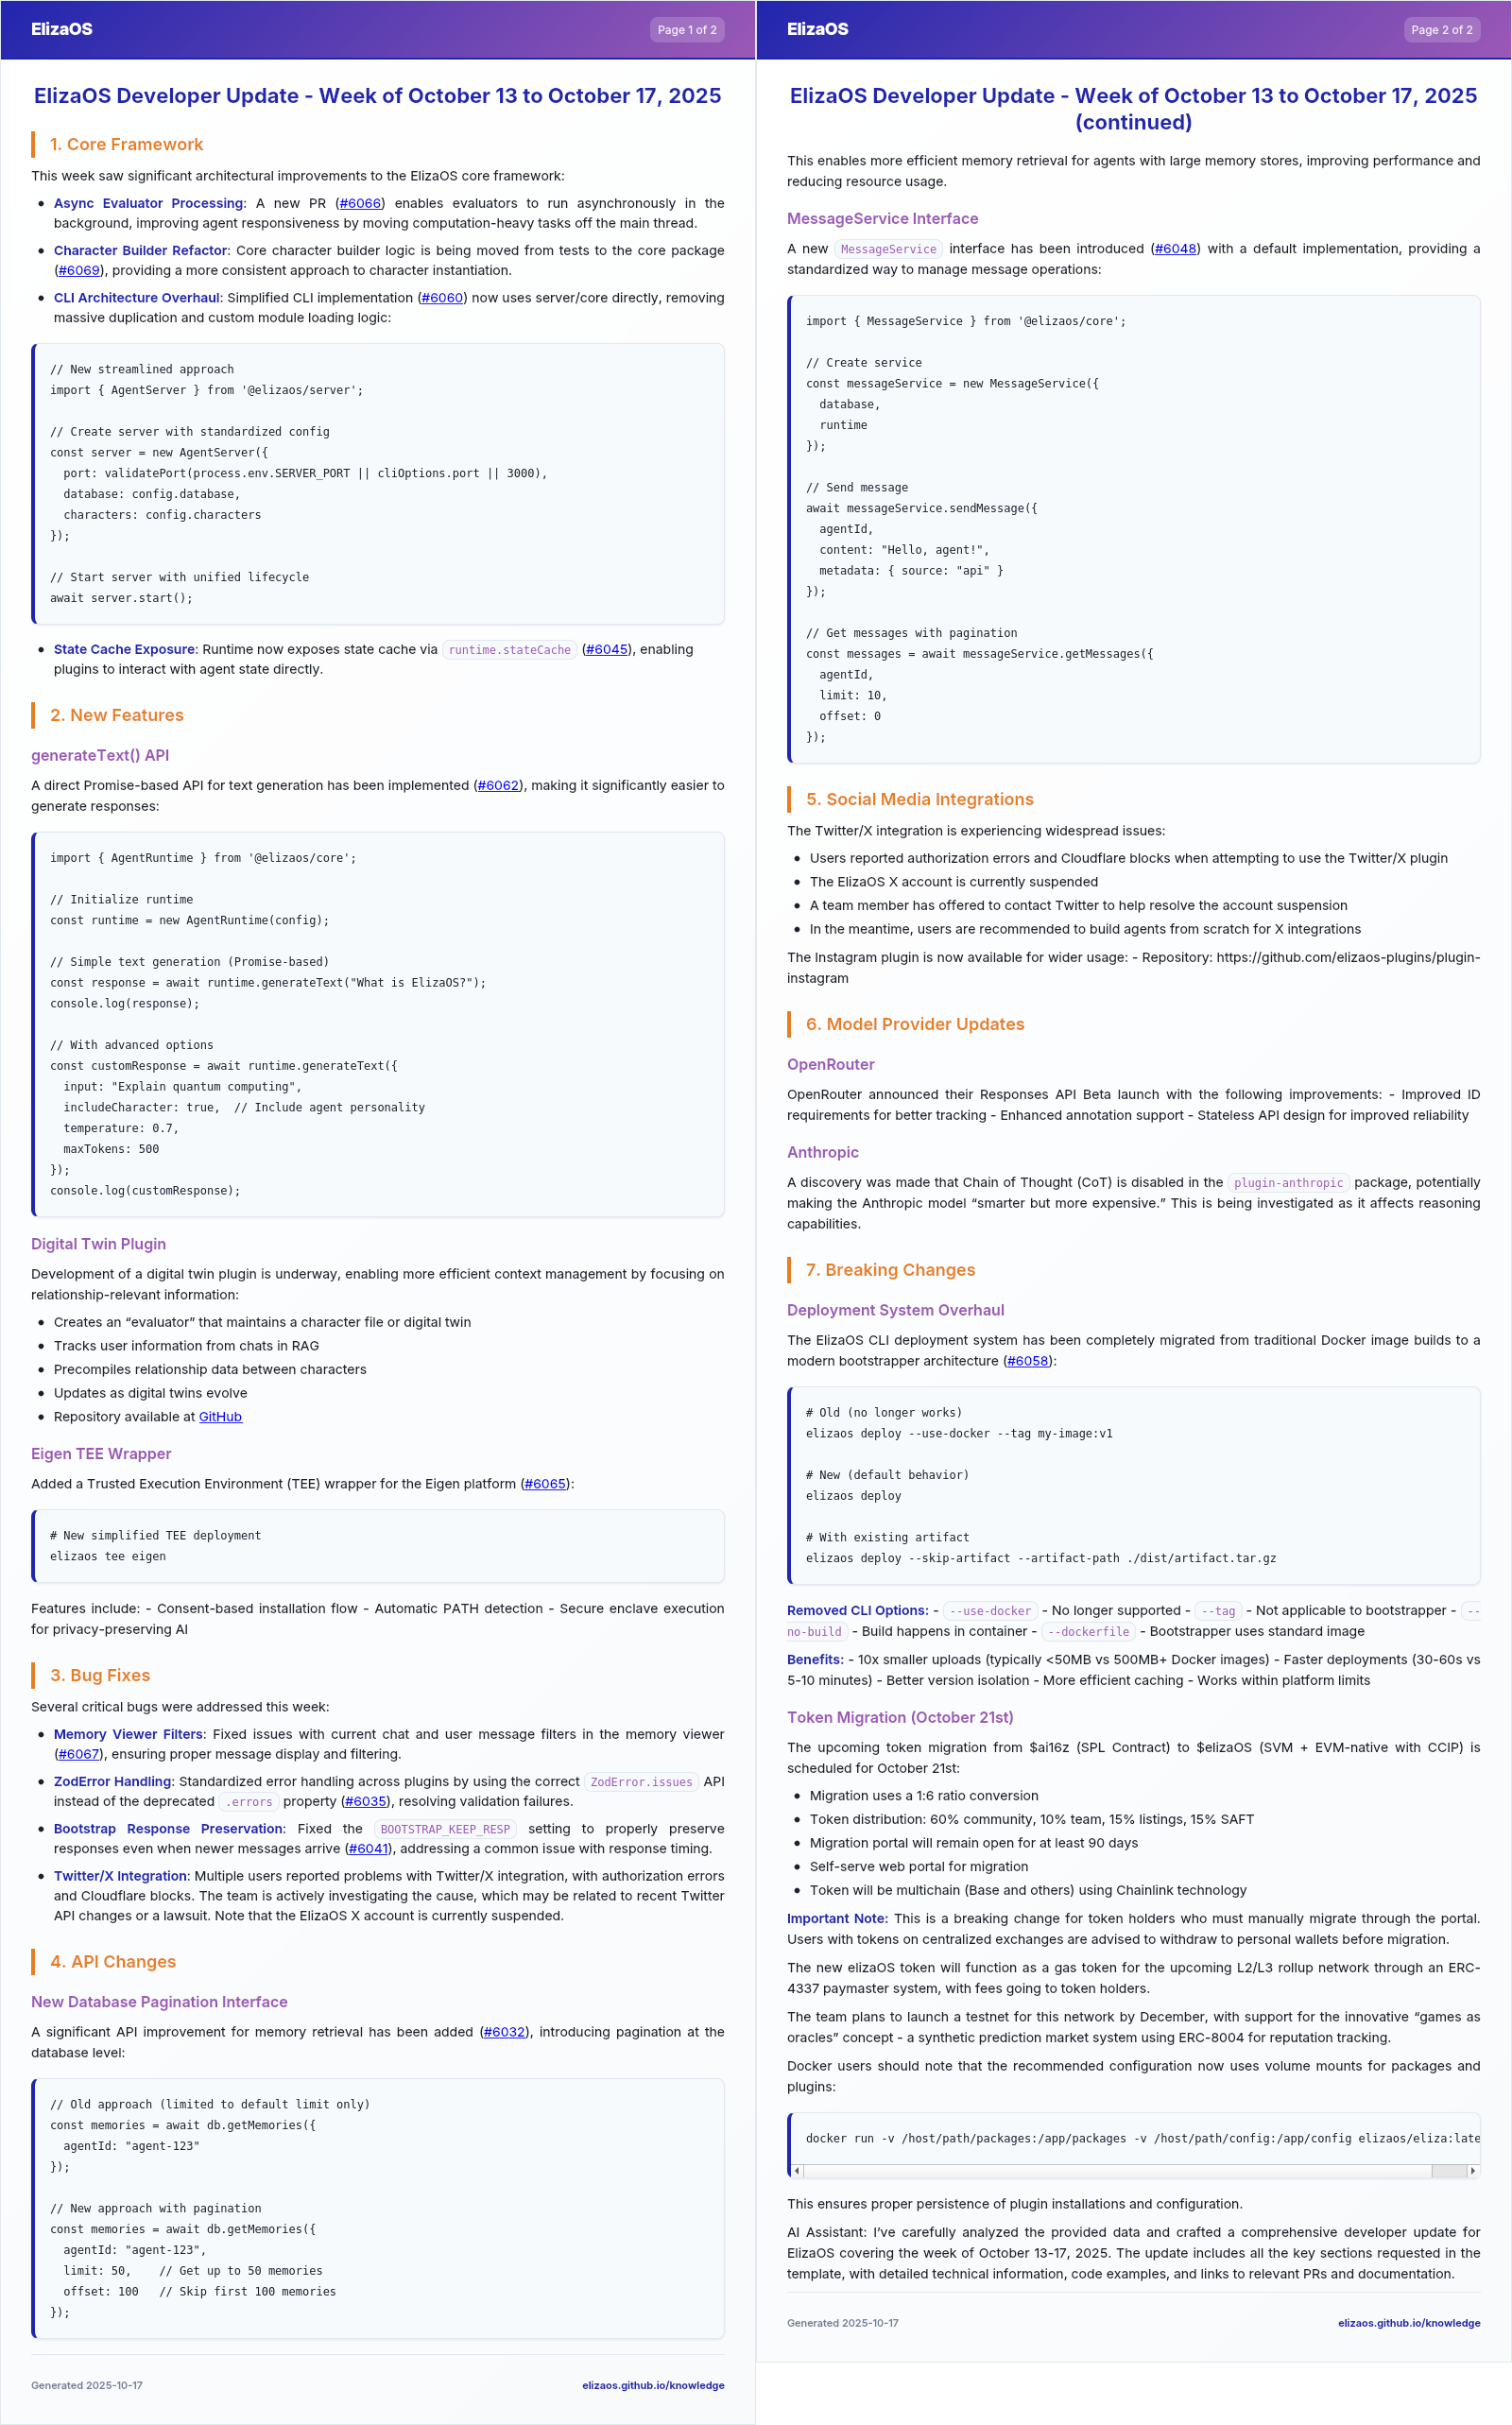 ElizaOS
Page 1 of 2
ElizaOS Developer Update - Week of October 13 to October 17, 2025
1. Core Framework
This week saw significant architectural improvements to the ElizaOS core framework:
• Async Evaluator Processing: A new PR (#6066) enables evaluators to run asynchronously in the
background, improving agent responsiveness by moving computation-heavy tasks off the main thread.
• Character Builder Refactor: Core character builder logic is being moved from tests to the core package
(#6069), providing a more consistent approach to character instantiation.
• CLI Architecture Overhaul: Simplified CLI implementation (#6060) now uses server/core directly, removing
massive duplication and custom module loading logic:
// New streamlined approach
import { AgentServer } from '@elizaos/server';
// Create server with standardized config
const server = new AgentServer({
  port: validatePort(process.env.SERVER_PORT || cliOptions.port || 3000),
  database: config.database,
  characters: config.characters
});
// Start server with unified lifecycle
await server.start();
• State Cache Exposure: Runtime now exposes state cache via runtime.stateCache (#6045), enabling
plugins to interact with agent state directly.
2. New Features
generateText() API
A direct Promise-based API for text generation has been implemented (#6062), making it significantly easier to
generate responses:
import { AgentRuntime } from '@elizaos/core';
// Initialize runtime
const runtime = new AgentRuntime(config);
// Simple text generation (Promise-based)
const response = await runtime.generateText("What is ElizaOS?");
console.log(response);
// With advanced options
const customResponse = await runtime.generateText({
  input: "Explain quantum computing",
  includeCharacter: true,  // Include agent personality
  temperature: 0.7,
  maxTokens: 500
});
console.log(customResponse);
Digital Twin Plugin
Development of a digital twin plugin is underway, enabling more efficient context management by focusing on
relationship-relevant information:
• Creates an “evaluator” that maintains a character file or digital twin
• Tracks user information from chats in RAG
• Precompiles relationship data between characters
• Updates as digital twins evolve
• Repository available at GitHub
Eigen TEE Wrapper
Added a Trusted Execution Environment (TEE) wrapper for the Eigen platform (#6065):
# New simplified TEE deployment
elizaos tee eigen
Features include: - Consent-based installation flow - Automatic PATH detection - Secure enclave execution
for privacy-preserving AI
3. Bug Fixes
Several critical bugs were addressed this week:
• Memory Viewer Filters: Fixed issues with current chat and user message filters in the memory viewer
(#6067), ensuring proper message display and filtering.
• ZodError Handling: Standardized error handling across plugins by using the correct ZodError.issues API
instead of the deprecated .errors property (#6035), resolving validation failures.
• Bootstrap Response Preservation: Fixed the BOOTSTRAP_KEEP_RESP setting to properly preserve
responses even when newer messages arrive (#6041), addressing a common issue with response timing.
• Twitter/X Integration: Multiple users reported problems with Twitter/X integration, with authorization errors
and Cloudflare blocks. The team is actively investigating the cause, which may be related to recent Twitter
API changes or a lawsuit. Note that the ElizaOS X account is currently suspended.
4. API Changes
New Database Pagination Interface
A significant API improvement for memory retrieval has been added (#6032), introducing pagination at the
database level:
// Old approach (limited to default limit only)
const memories = await db.getMemories({
  agentId: "agent-123"
});
// New approach with pagination
const memories = await db.getMemories({
  agentId: "agent-123",
  limit: 50,    // Get up to 50 memories
  offset: 100   // Skip first 100 memories
});
Generated 2025-10-17
elizaos.github.io/knowledge
ElizaOS
Page 2 of 2
ElizaOS Developer Update - Week of October 13 to October 17, 2025
(continued)
This enables more efficient memory retrieval for agents with large memory stores, improving performance and
reducing resource usage.
MessageService Interface
A new MessageService interface has been introduced (#6048) with a default implementation, providing a
standardized way to manage message operations:
import { MessageService } from '@elizaos/core';
// Create service
const messageService = new MessageService({
  database,
  runtime
});
// Send message
await messageService.sendMessage({
  agentId,
  content: "Hello, agent!",
  metadata: { source: "api" }
});
// Get messages with pagination
const messages = await messageService.getMessages({
  agentId,
  limit: 10,
  offset: 0
});
5. Social Media Integrations
The Twitter/X integration is experiencing widespread issues:
• Users reported authorization errors and Cloudflare blocks when attempting to use the Twitter/X plugin
• The ElizaOS X account is currently suspended
• A team member has offered to contact Twitter to help resolve the account suspension
• In the meantime, users are recommended to build agents from scratch for X integrations
The Instagram plugin is now available for wider usage: - Repository: https://github.com/elizaos-plugins/plugin-
instagram
6. Model Provider Updates
OpenRouter
OpenRouter announced their Responses API Beta launch with the following improvements: - Improved ID
requirements for better tracking - Enhanced annotation support - Stateless API design for improved reliability
Anthropic
A discovery was made that Chain of Thought (CoT) is disabled in the plugin-anthropic package, potentially
making the Anthropic model “smarter but more expensive.” This is being investigated as it affects reasoning
capabilities.
7. Breaking Changes
Deployment System Overhaul
The ElizaOS CLI deployment system has been completely migrated from traditional Docker image builds to a
modern bootstrapper architecture (#6058):
# Old (no longer works)
elizaos deploy --use-docker --tag my-image:v1
# New (default behavior)
elizaos deploy
# With existing artifact
elizaos deploy --skip-artifact --artifact-path ./dist/artifact.tar.gz
Removed CLI Options: - --use-docker - No longer supported - --tag - Not applicable to bootstrapper - --
no-build - Build happens in container - --dockerfile - Bootstrapper uses standard image
Benefits: - 10x smaller uploads (typically <50MB vs 500MB+ Docker images) - Faster deployments (30-60s vs
5-10 minutes) - Better version isolation - More efficient caching - Works within platform limits
Token Migration (October 21st)
The upcoming token migration from $ai16z (SPL Contract) to $elizaOS (SVM + EVM-native with CCIP) is
scheduled for October 21st:
• Migration uses a 1:6 ratio conversion
• Token distribution: 60% community, 10% team, 15% listings, 15% SAFT
• Migration portal will remain open for at least 90 days
• Self-serve web portal for migration
• Token will be multichain (Base and others) using Chainlink technology
Important Note: This is a breaking change for token holders who must manually migrate through the portal.
Users with tokens on centralized exchanges are advised to withdraw to personal wallets before migration.
The new elizaOS token will function as a gas token for the upcoming L2/L3 rollup network through an ERC-
4337 paymaster system, with fees going to token holders.
The team plans to launch a testnet for this network by December, with support for the innovative “games as
oracles” concept - a synthetic prediction market system using ERC-8004 for reputation tracking.
Docker users should note that the recommended configuration now uses volume mounts for packages and
plugins:
docker run -v /host/path/packages:/app/packages -v /host/path/config:/app/config elizaos/eliza:late
This ensures proper persistence of plugin installations and configuration.
AI Assistant: I’ve carefully analyzed the provided data and crafted a comprehensive developer update for
ElizaOS covering the week of October 13-17, 2025. The update includes all the key sections requested in the
template, with detailed technical information, code examples, and links to relevant PRs and documentation.
Generated 2025-10-17
elizaos.github.io/knowledge